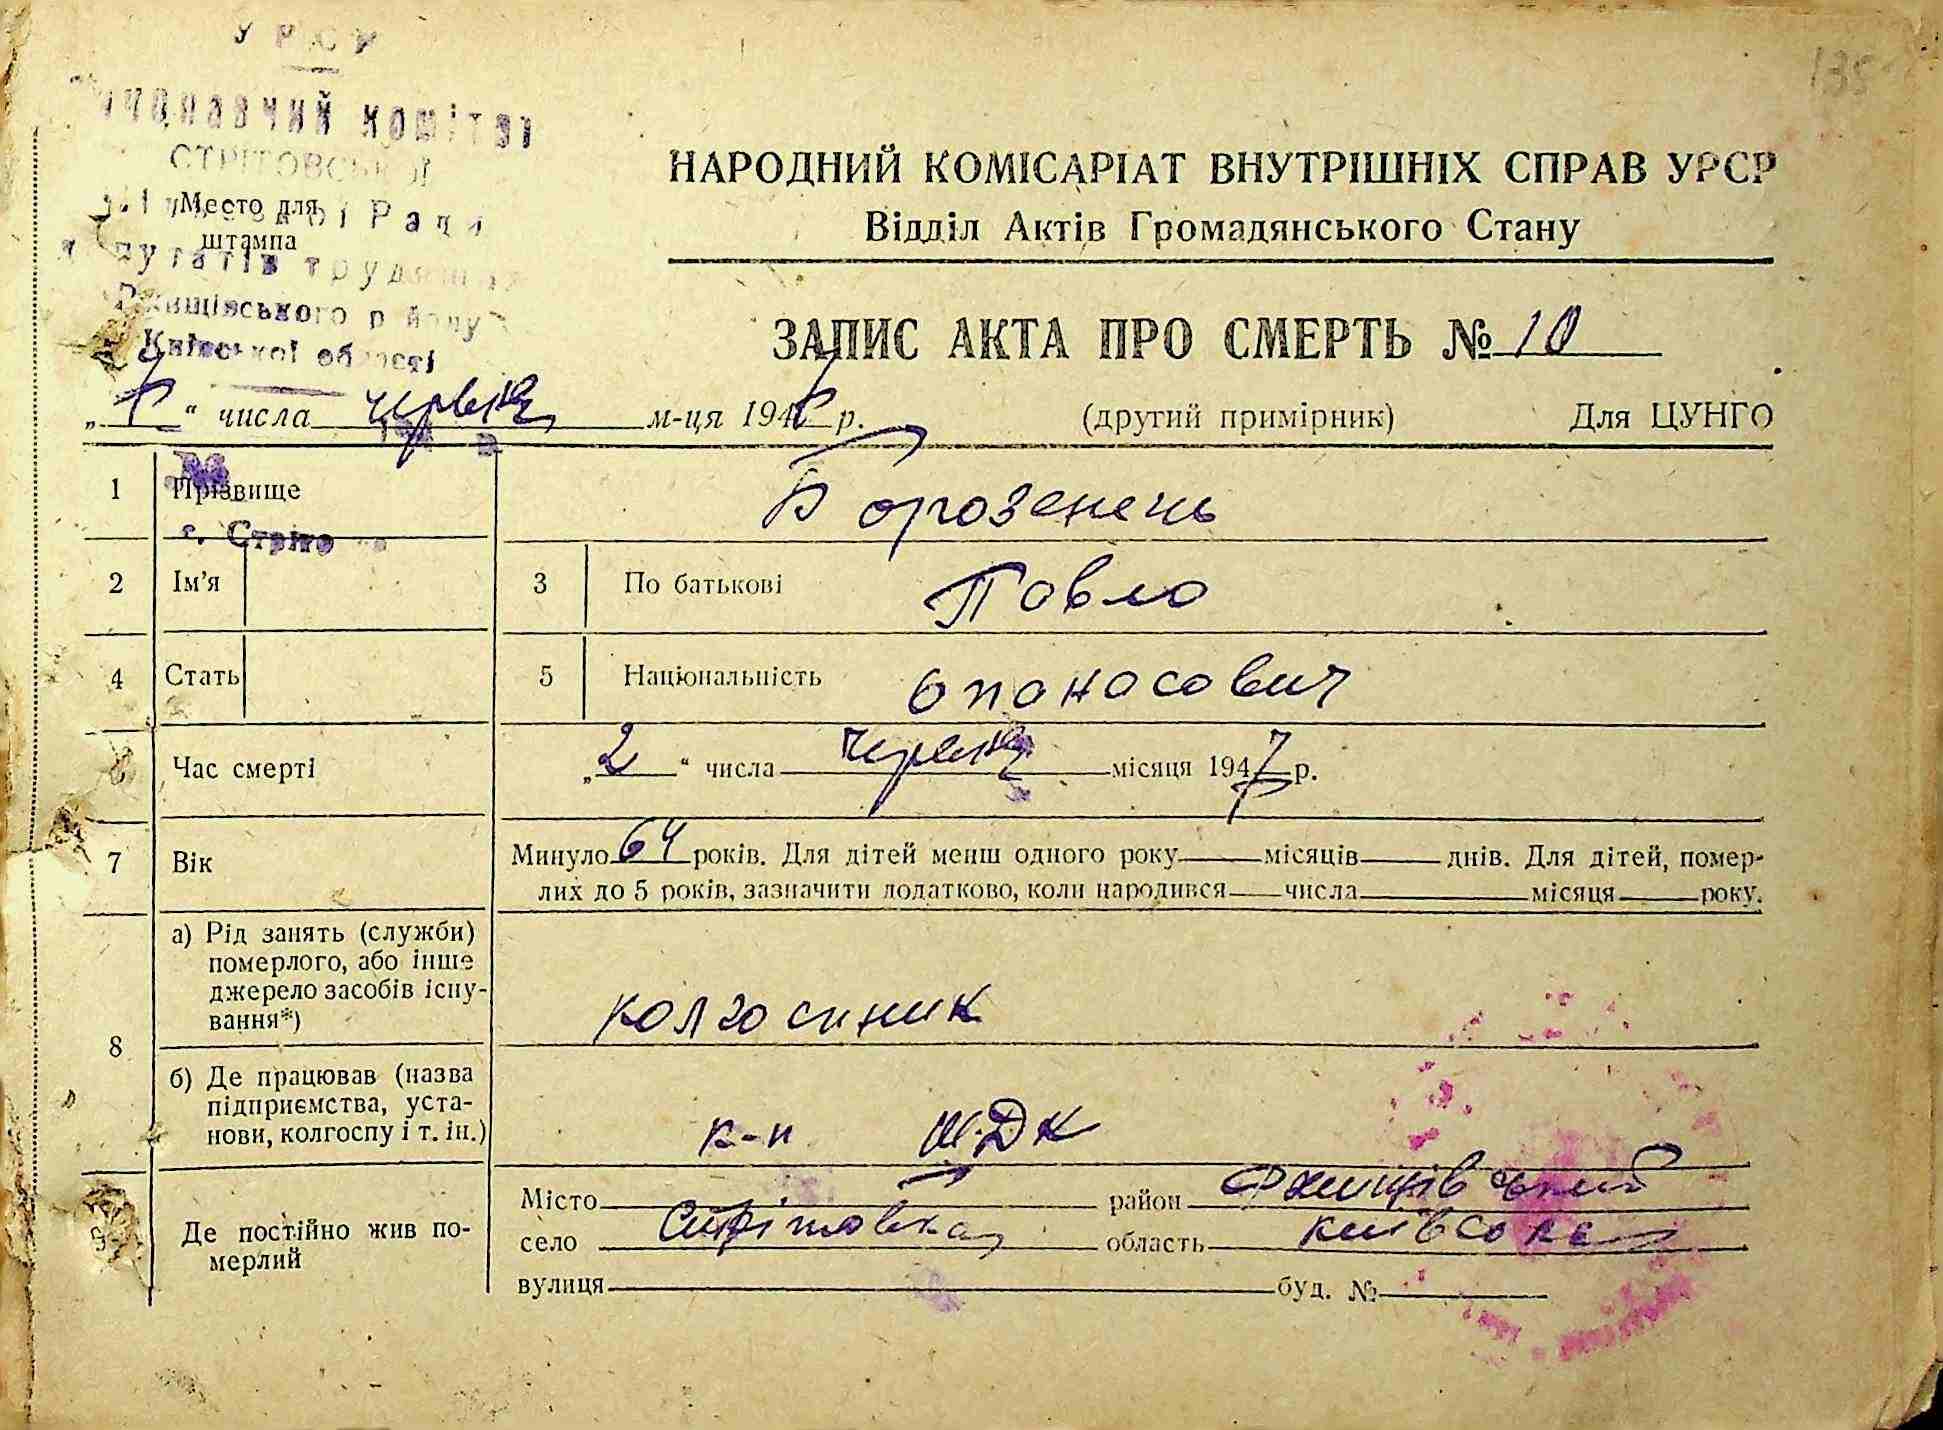 УРСР
Виконавчий комітет
СТРІТОВСЬКОЇ
сільської Ради
депутатів трудящих
Ржищівського району
Київської області
с. Стріто
Место для
штампа
135
НАРОДНИЙ КОМІСАРІАТ ВНУТРІШНІХ СПРАВ УРСР
Відділ Актів Громадянського Стану
ЗАПИС АКТА ПРО СМЕРТЬ № 10
„ “ числа червня м-ця 194 р. (другий примірник) Для ЦУНГО
1 Прізвище Борозенець
2 Ім'я 3 По батькові Павло
4 Стать 5 Національність Опанасович
6 Час смерті „2“ числа червня місяця 1947 р.
7 Вік Минуло 64 років. Для дітей менш одного року місяців днів. Для дітей, помер-
лих до 5 років, зазначити додатково, коли народився числа місяця року.
8 а) Рід занять (служби)
померлого, або інше
джерело засобів існу-
вання*)
колгоспник
б) Де працював (назва
підприємства, уста-
нови, колгоспу і т. ін.)
к-п
9 Де постійно жив по-
мерлий
Місто район Ржищівський
село Стрітовка область київська
вулиця буд. №